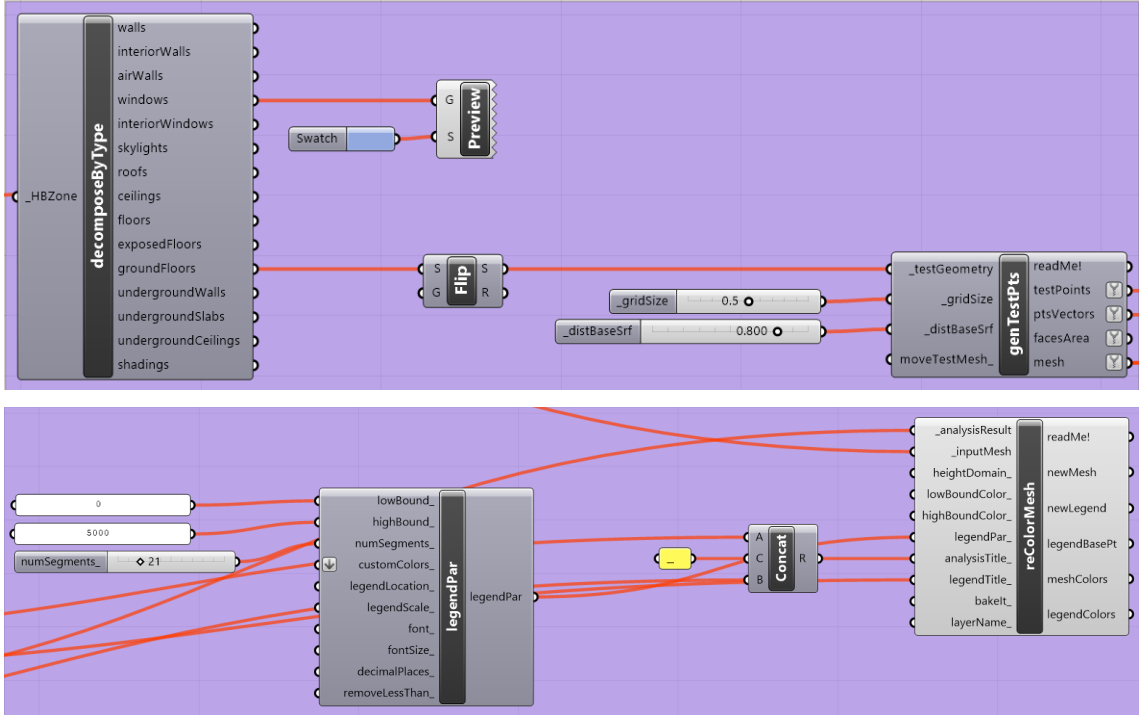 walls
interiorWalls
airWalls
windows
interiorWindows
skylights
roofs
_HBZone
decomposeByType
ceilings
floors
exposedFloors
groundFloors
undergroundWalls
undergroundSlabs
undergroundCeilings
shadings
Swatch
G
S
Preview
S
G
Flip
S
R
_gridSize
0.5
_distBaseSrf
0.800
_testGeometry
_gridSize
_distBaseSrf
moveTestMesh_
genTestPts
readMe!
testPoints
ptsVectors
facesArea
mesh
0
5000
numSegments_
21
lowBound_
highBound_
numSegments_
customColors_
legendLocation_
legendScale_
font_
fontSize_
decimalPlaces_
removeLessThan_
legendPar
legendPar
_
A
C
B
Concat
R
_analysisResult
_inputMesh
heightDomain_
lowBoundColor_
highBoundColor_
legendPar_
analysisTitle_
legendTitle_
bakeIt_
layerName_
reColorMesh
readMe!
newMesh
newLegend
legendBasePt
meshColors
legendColors